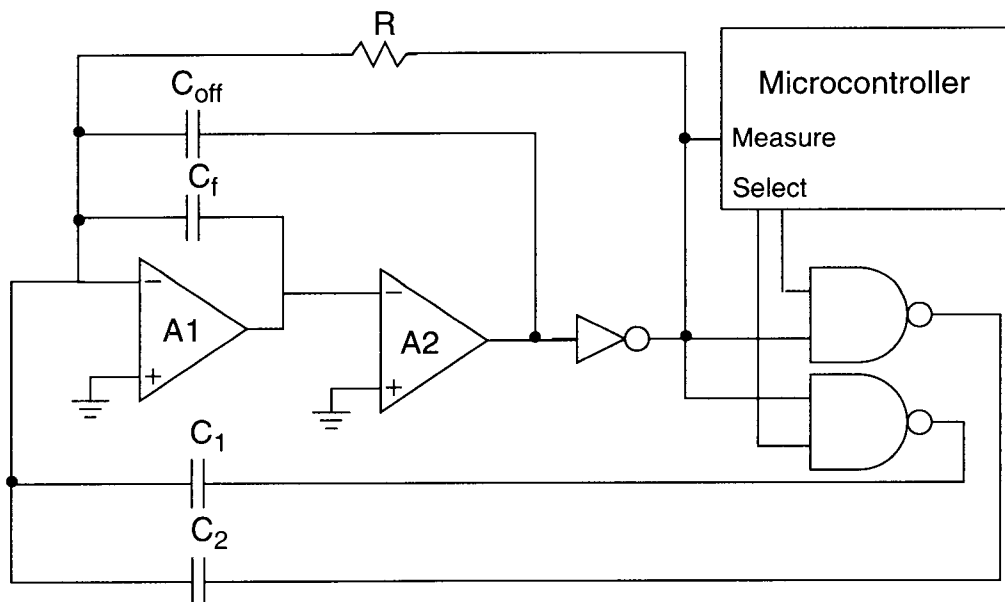 R
Microcontroller
C_off
Measure
C_f
Select
−
A1
+
−
A2
+
C_1
C_2